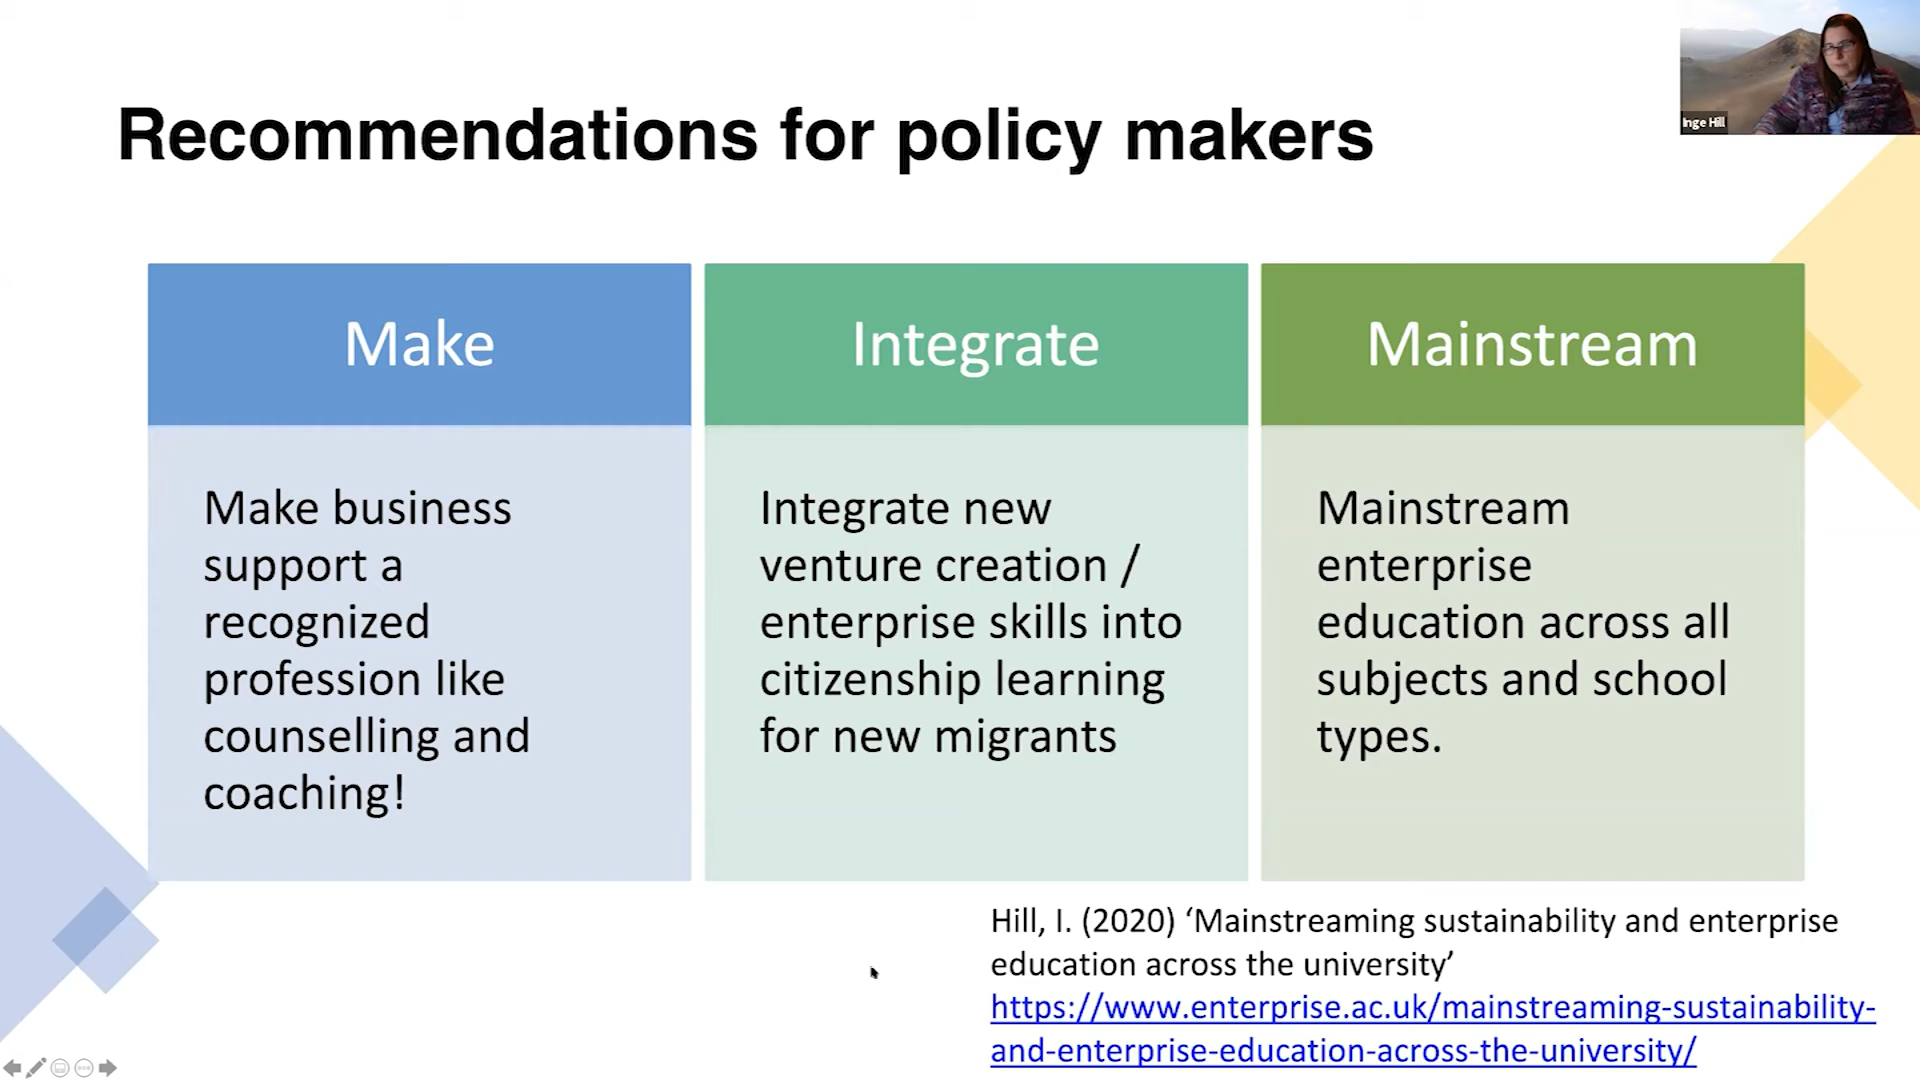 Recommendations for policy makers
Inge Hill
Make
Make business
support a
recognized
profession like
counselling and
coaching!
Integrate
Integrate new
venture creation /
enterprise skills into
citizenship learning
for new migrants
Mainstream
Mainstream
enterprise
education across all
subjects and school
types.
Hill, I. (2020) ‘Mainstreaming sustainability and enterprise
education across the university’
https://www.enterprise.ac.uk/mainstreaming-sustainability-
and-enterprise-education-across-the-university/